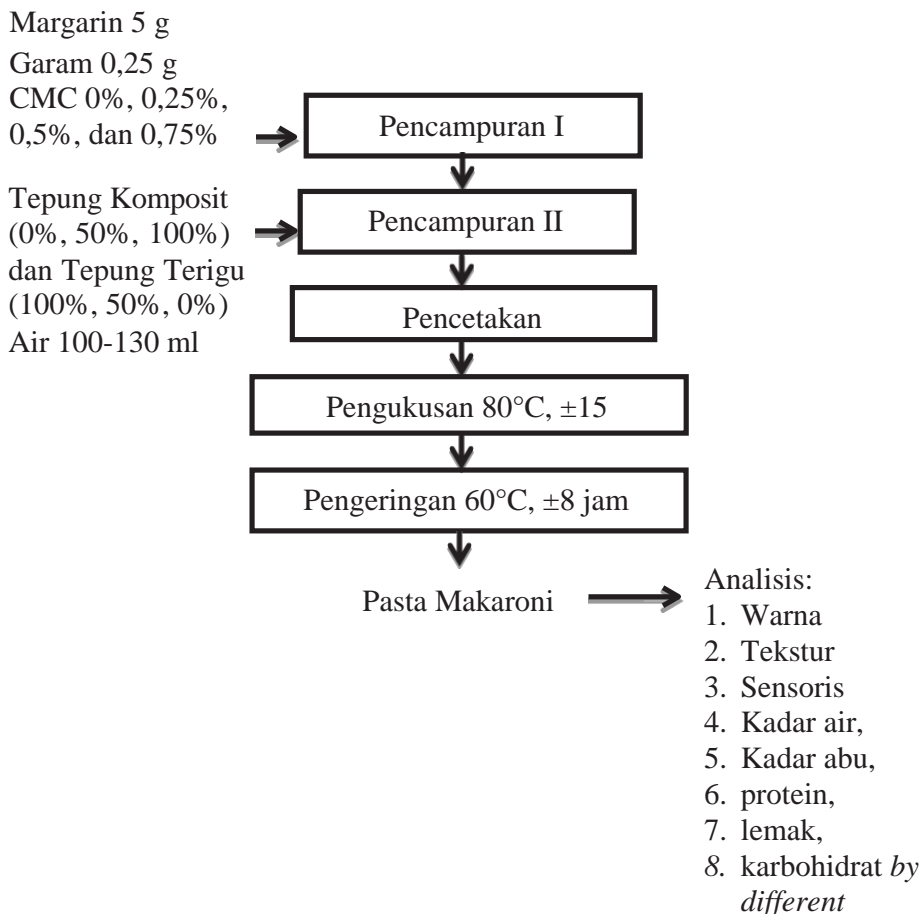 Margarin 5 g
Garam 0,25 g
CMC 0%, 0,25%,
0,5%, dan 0,75%
Pencampuran I
Tepung Komposit
(0%, 50%, 100%)
dan Tepung Terigu
(100%, 50%, 0%)
Air 100-130 ml
Pencampuran II
Pencetakan
Pengukusan 80°C, ±15
Pengeringan 60°C, ±8 jam
Pasta Makaroni
Analisis:
1. Warna
2. Tekstur
3. Sensoris
4. Kadar air,
5. Kadar abu,
6. protein,
7. lemak,
8. karbohidrat by
different